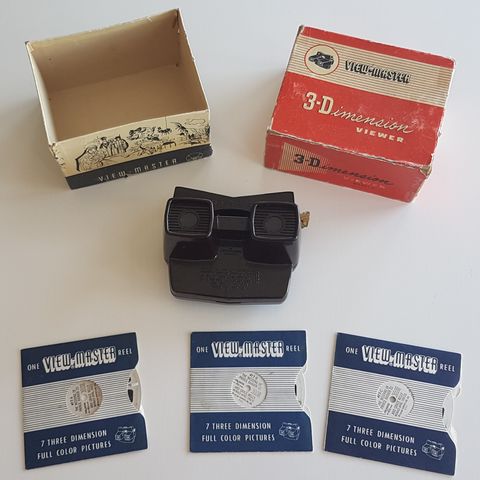 VIEW-MASTER
VIEW-MASTER
3-Dimension
VIEWER
3-Dimension
ONE VIEW-MASTER REEL
7 THREE DIMENSION
FULL COLOR PICTURES
ONE VIEW-MASTER REEL
7 THREE DIMENSION
FULL COLOR PICTURES
ONE VIEW-MASTER REEL
7 THREE DIMENSION
FULL COLOR PICTURES